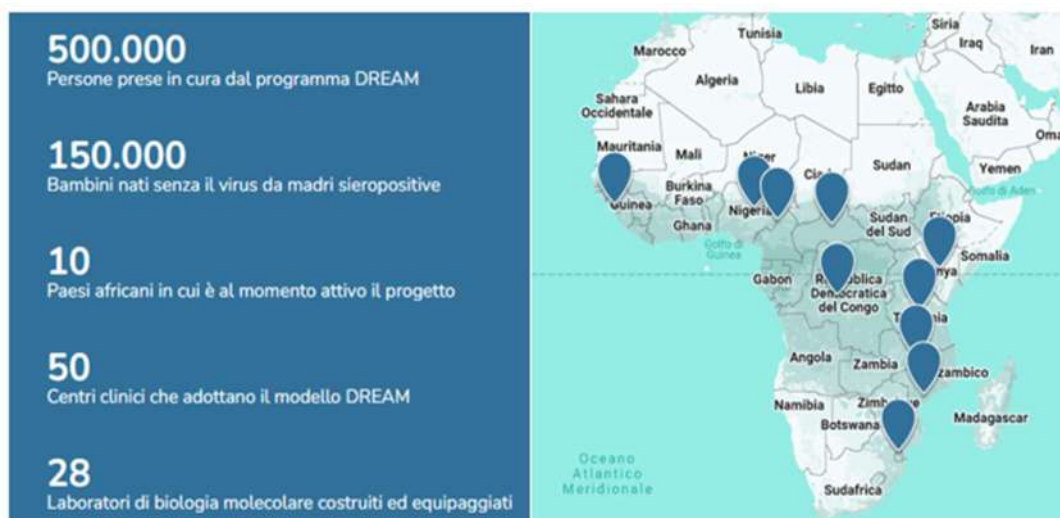 500.000
Persone prese in cura dal programma DREAM
150.000
Bambini nati senza il virus da madri sieropositive
10
Paesi africani in cui è al momento attivo il progetto
50
Centri clinici che adottano il modello DREAM
28
Laboratori di biologia molecolare costruiti ed equipaggiati
Tunisia
Siria
Marocco
Iraq
Iran
Algeria
Libia
Egitto
Sahara
Occidentale
Arabia
Saudita
Mauritania
Mali
Sudan
Yemen
Golfo di Aden
Burkina
Faso
Nigeria
Ghana
Sudan
del Sud
Golfo di
Guinea
Somalia
Gabon
Democratica
del Congo
Angola
Zambia
Namibia
Botswana
Madagascar
Oceano
Atlantico
Meridionale
Sudafrica